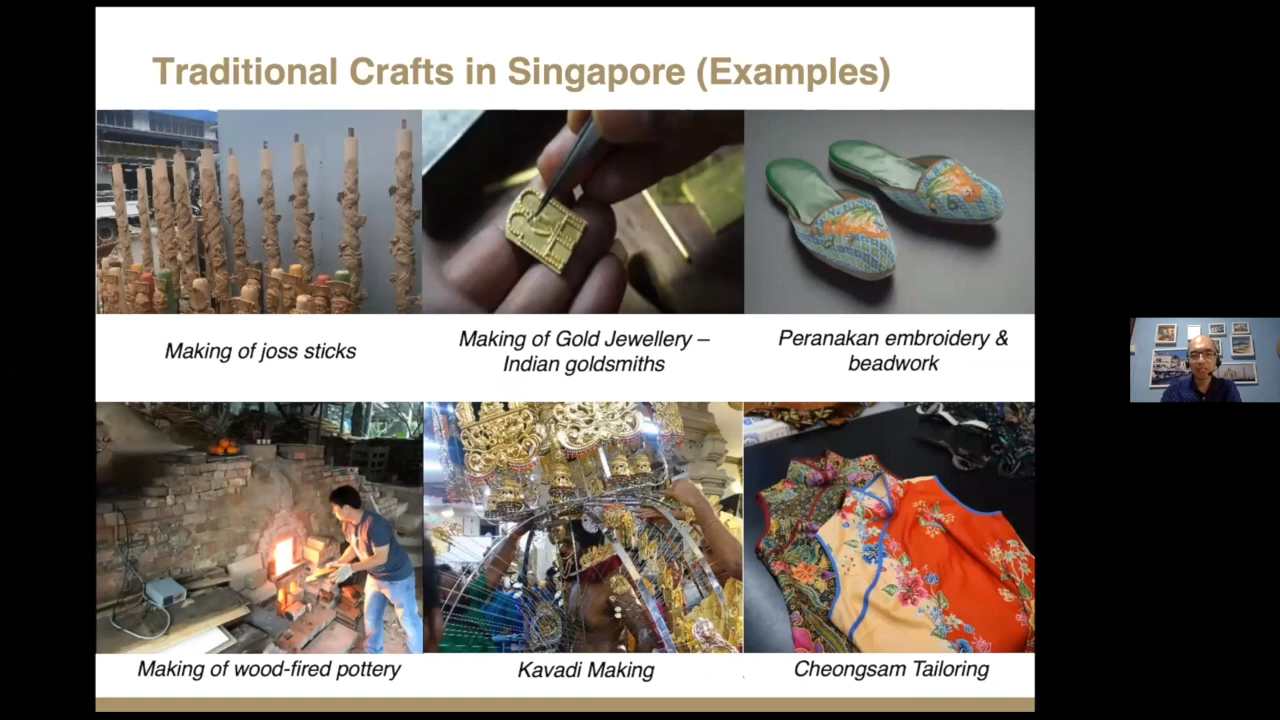 Traditional Crafts in Singapore (Examples)
Making of joss sticks
Making of Gold Jewellery –
Indian goldsmiths
Peranakan embroidery &
beadwork
Making of wood-fired pottery
Kavadi Making
Cheongsam Tailoring